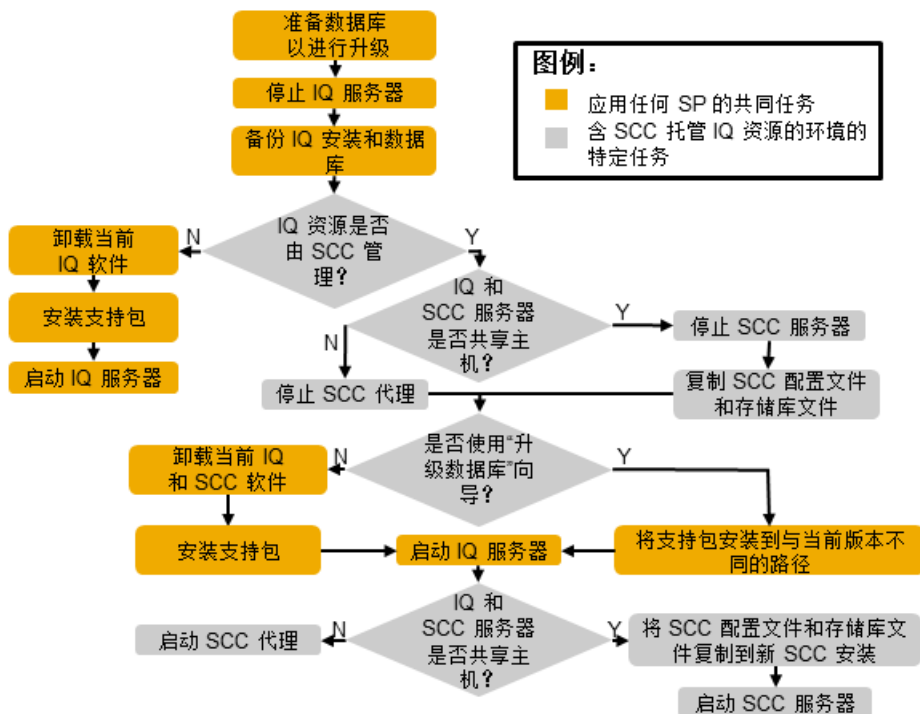 准备数据库
以进行升级
停止 IQ 服务器
备份 IQ 安装和数据
库
图例：
应用任何 SP 的共同任务
含 SCC 托管 IQ 资源的环境的
特定任务
IQ 资源是否
由 SCC 管
理？
N
Y
卸载当前
IQ 软件
安装支持包
启动 IQ 服务器
IQ 和
SCC 服务器
是否共享主
机？
N
Y
停止 SCC 服务器
停止 SCC 代理
复制 SCC 配置文件
和存储库文件
是否使用“升
级数据库”向
导？
N
Y
卸载当前 IQ
和 SCC 软件
安装支持包
启动 IQ 服务器
将支持包安装到与当前版本不
同的路径
IQ 和
SCC 服务器
是否共享主
机？
N
Y
启动 SCC 代理
将 SCC 配置文件和存储库文
件复制到新 SCC 安装
启动 SCC 服务器